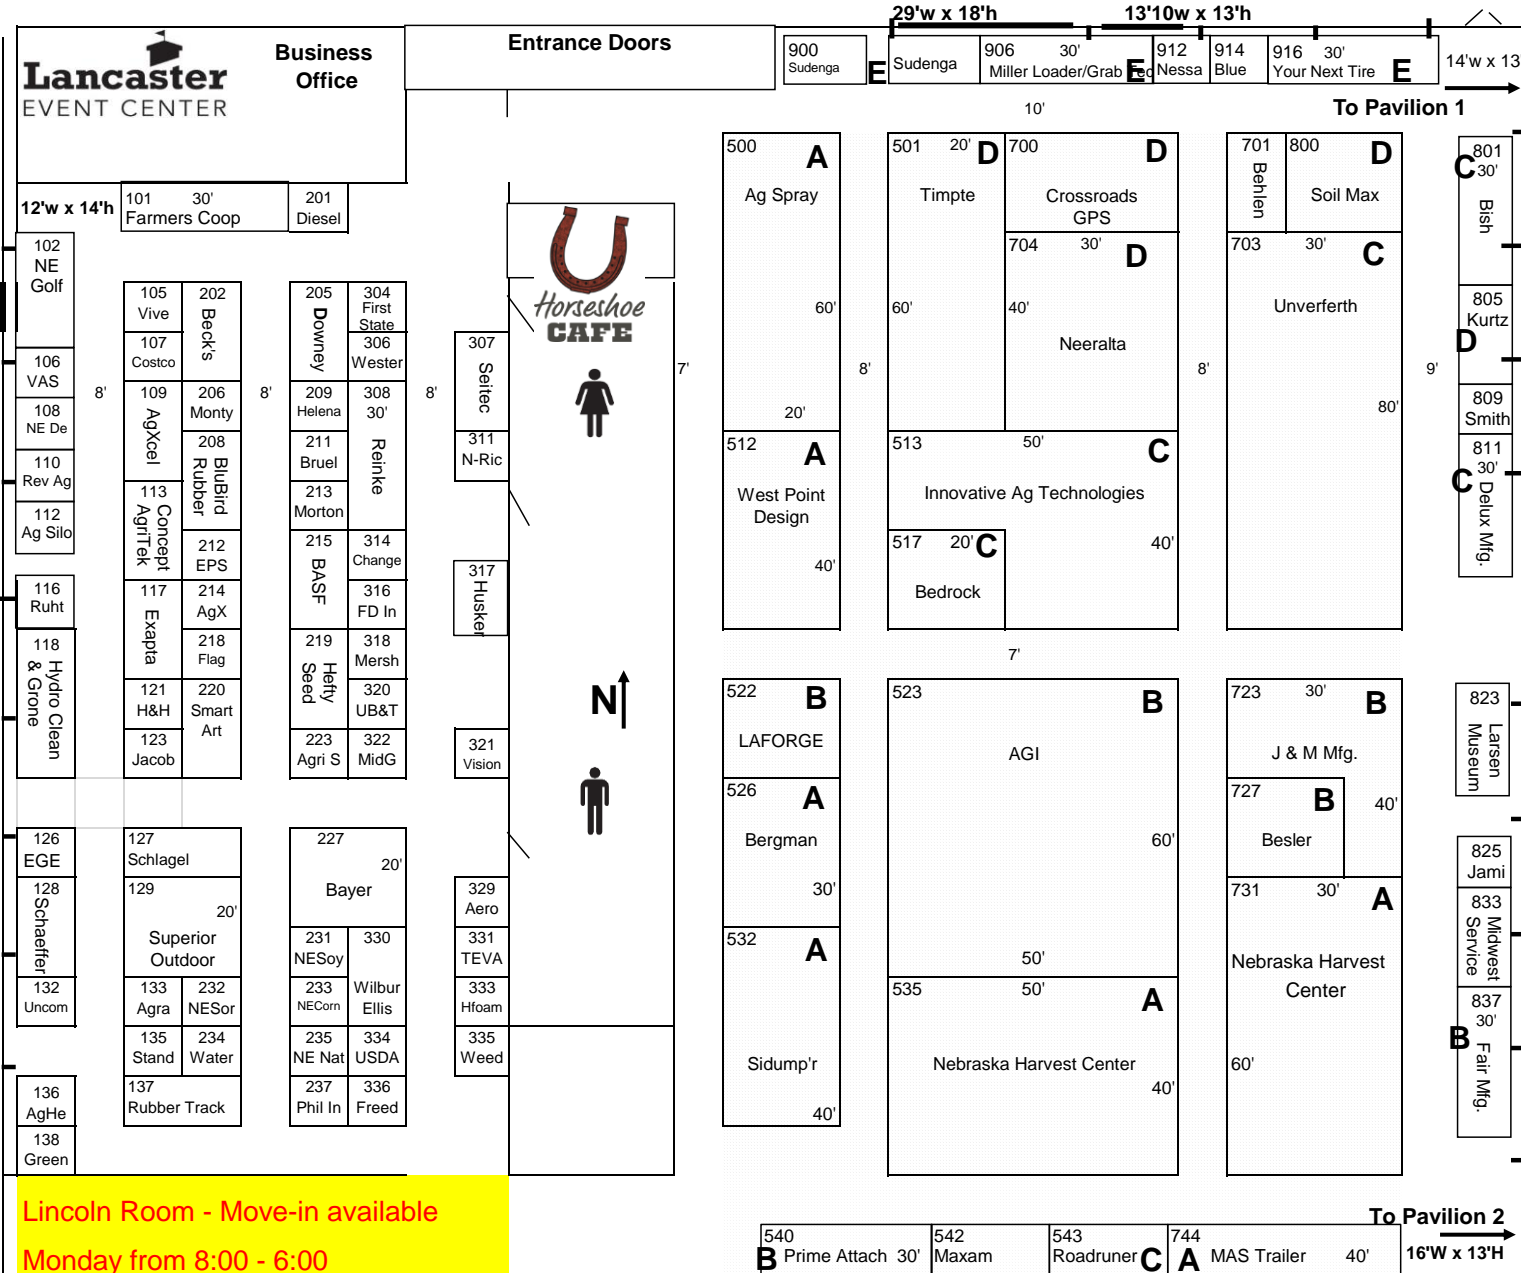 29'w x 18'h
13'10w x 13'h
Lancaster
EVENT CENTER
Business
Office
Entrance Doors
900
Sudenga
E
Sudenga
906 30'
Miller Loader/Grab Tec
E
912
Nessa
914
Blue
916 30'
Your Next Tire E
14'w x 13
10'
To Pavilion 1
12'w x 14'h
101 30'
Farmers Coop
201
Diesel
102
NE
Golf
106
VAS
108
NE De
110
Rev Ag
112
Ag Silo
116
Ruht
118
Hydro Clean
& Grone
126
EGE
128
Schaeffer
132
Uncom
136
AgHe
138
Green
8'
105
Vive
107
Costco
109
AgXcel
113
Concept
AgriTek
117
Exapta
121
H&H
123
Jacob
202
Beck's
206
Monty
208
BluBird
Rubber
212
EPS
214
AgX
218
Flag
220
Smart
Art
127
Schlagel
129
20'
Superior
Outdoor
133
Agra
232
NESor
135
Stand
234
Water
137
Rubber Track
8'
205
Downey
209
Helena
211
Bruel
213
Morton
215
BASF
219
Hefty
Seed
223
Agri S
304
First
State
306
Wester
308
30'
Reinke
314
Change
316
FD In
318
Mersh
320
UB&T
322
MidG
227
20'
Bayer
231
NESoy
330
Wilbur
Ellis
233
NECorn
235
NE Nat
334
USDA
237
Phil In
336
Freed
8'
307
Seitec
311
N-Ric
317
Husker
321
Vision
329
Aero
331
TEVA
333
Hfoam
335
Weed
Horseshoe
CAFE
N
7'
500 A
Ag Spray
60'
20'
512 A
West Point
Design
40'
522 B
LAFORGE
526 A
Bergman
30'
532 A
Sidump'r
40'
8'
501 20' D
Timpte
60'
700 D
Crossroads
GPS
704 30' D
40'
Neeralta
513 50' C
Innovative Ag Technologies
40'
517 20' C
Bedrock
7'
523 B
AGI
60'
50'
535 50' A
Nebraska Harvest Center
40'
8'
701
Behlen
800 D
Soil Max
703 30' C
Unverferth
80'
723 30' B
J & M Mfg.
40'
727 B
Besler
731 30' A
Nebraska Harvest
Center
60'
9'
801
C 30'
Bish
805
Kurtz
D
809
Smith
811
30'
C
Delux Mfg.
823
Larsen
Museum
825
Jami
833
Midwest
Service
837
30'
B
Fair Mfg.
Lincoln Room - Move-in available
Monday from 8:00 - 6:00
540
B Prime Attach 30'
542
Maxam
543
Roadruner C
744
A MAS Trailer 40'
To Pavilion 2
16'W x 13'H